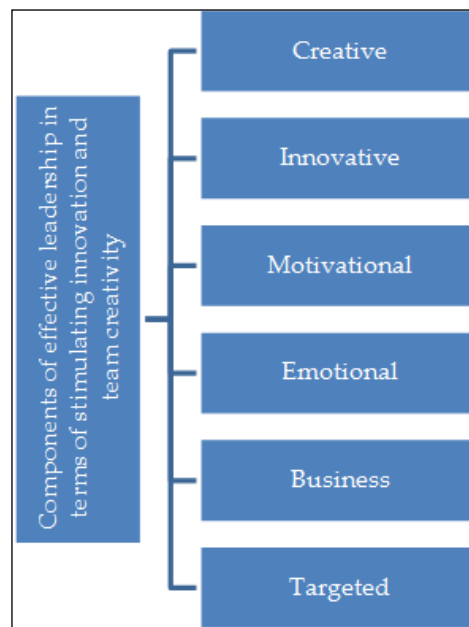 Components of effective leadership in
terms of stimulating innovation and
team creativity
Creative
Innovative
Motivational
Emotional
Business
Targeted